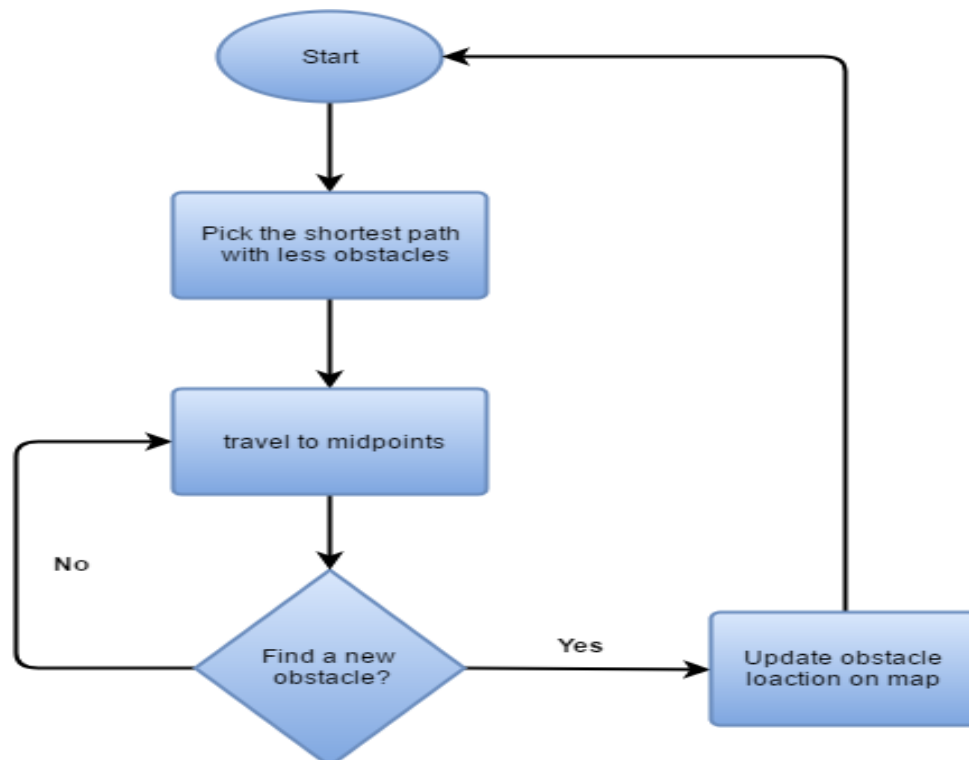 Start
Pick the shortest path
with less obstacles
travel to midpoints
No
Find a new
obstacle?
Yes
Update obstacle
loaction on map